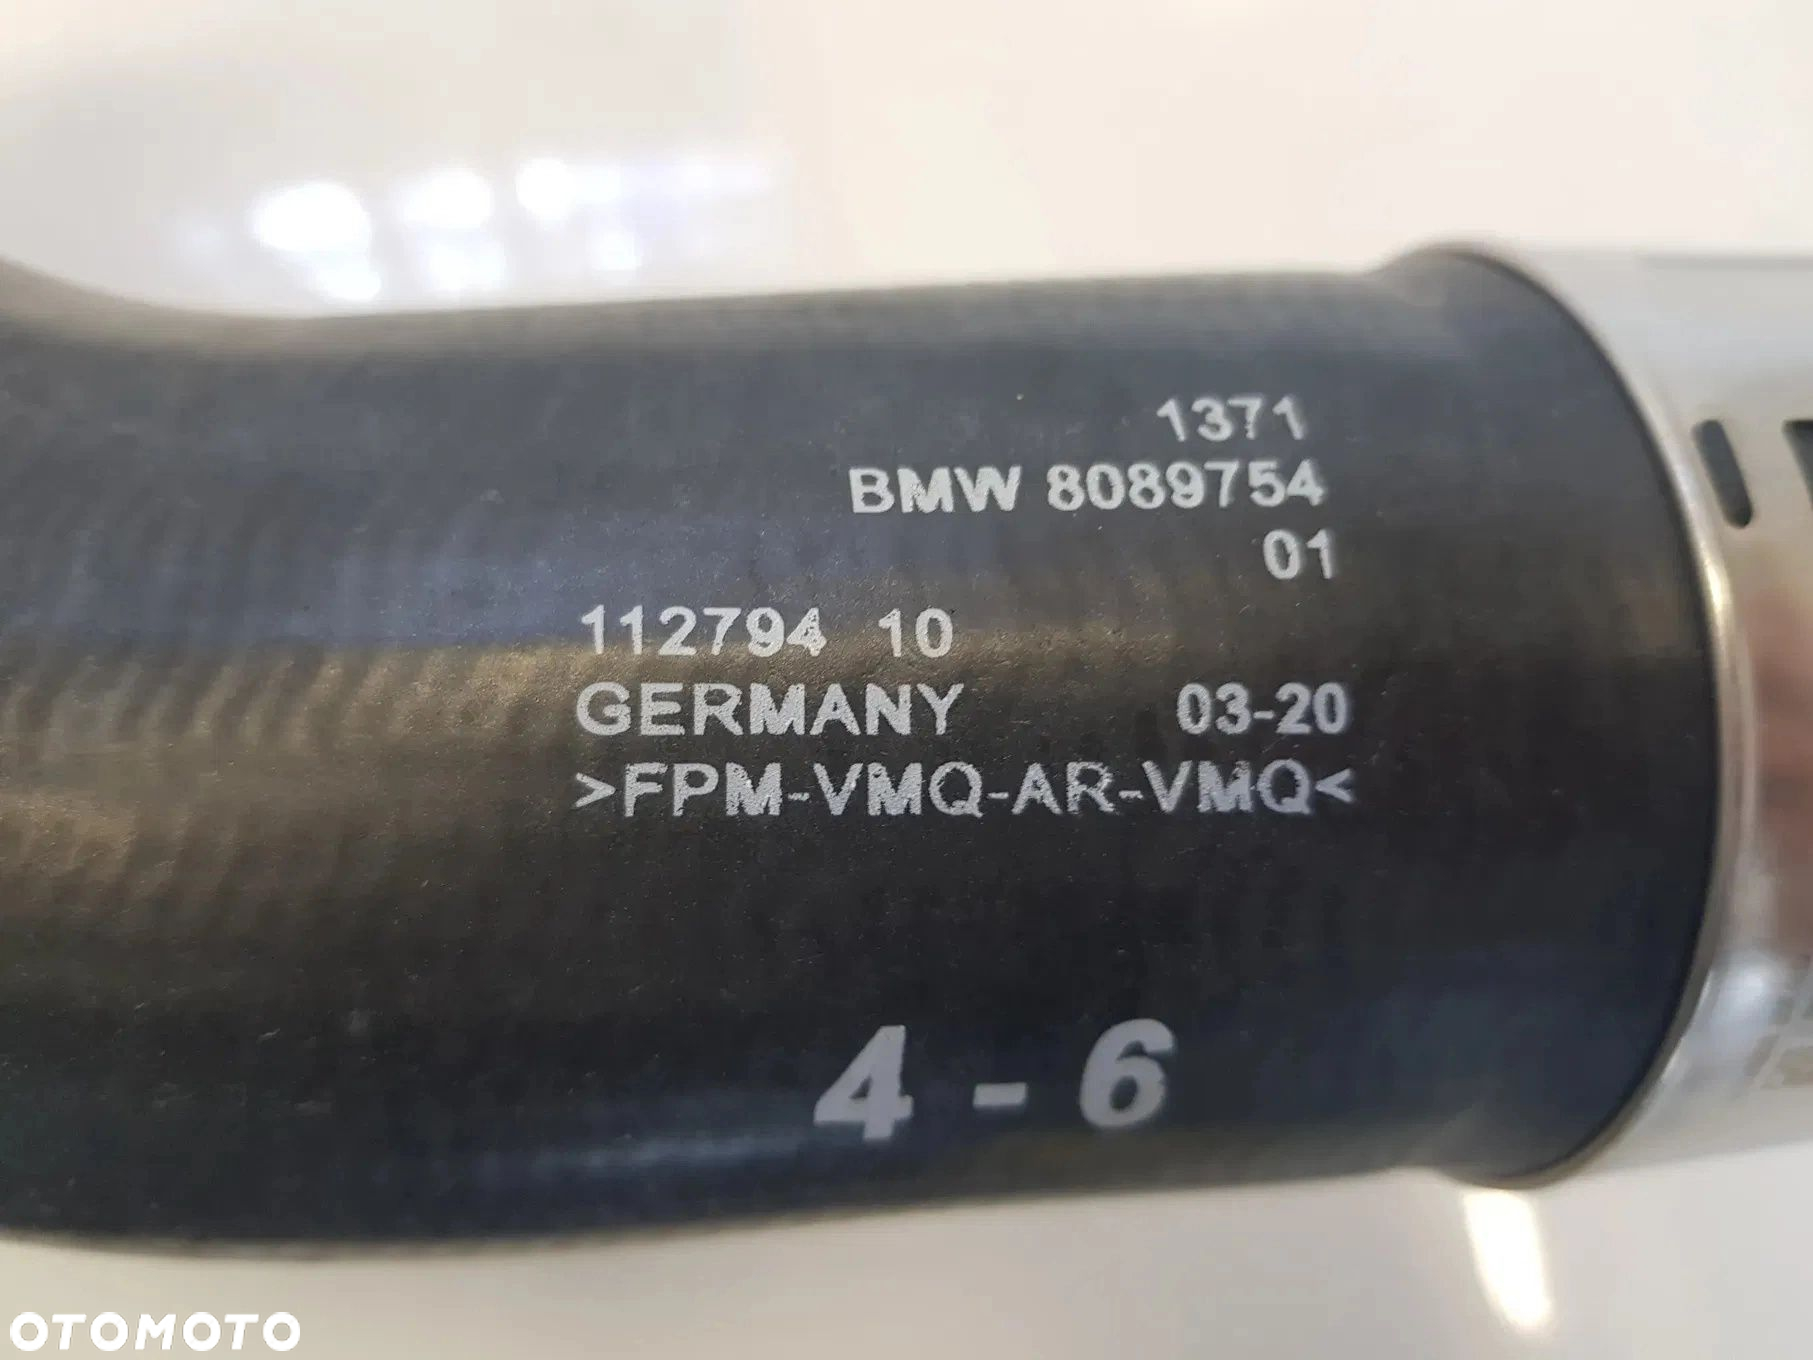 1371
BMW 8089754
01
112794 10
GERMANY 03-20
>FPM-VMQ-AR-VMQ<
4 - 6
OTOMOTO